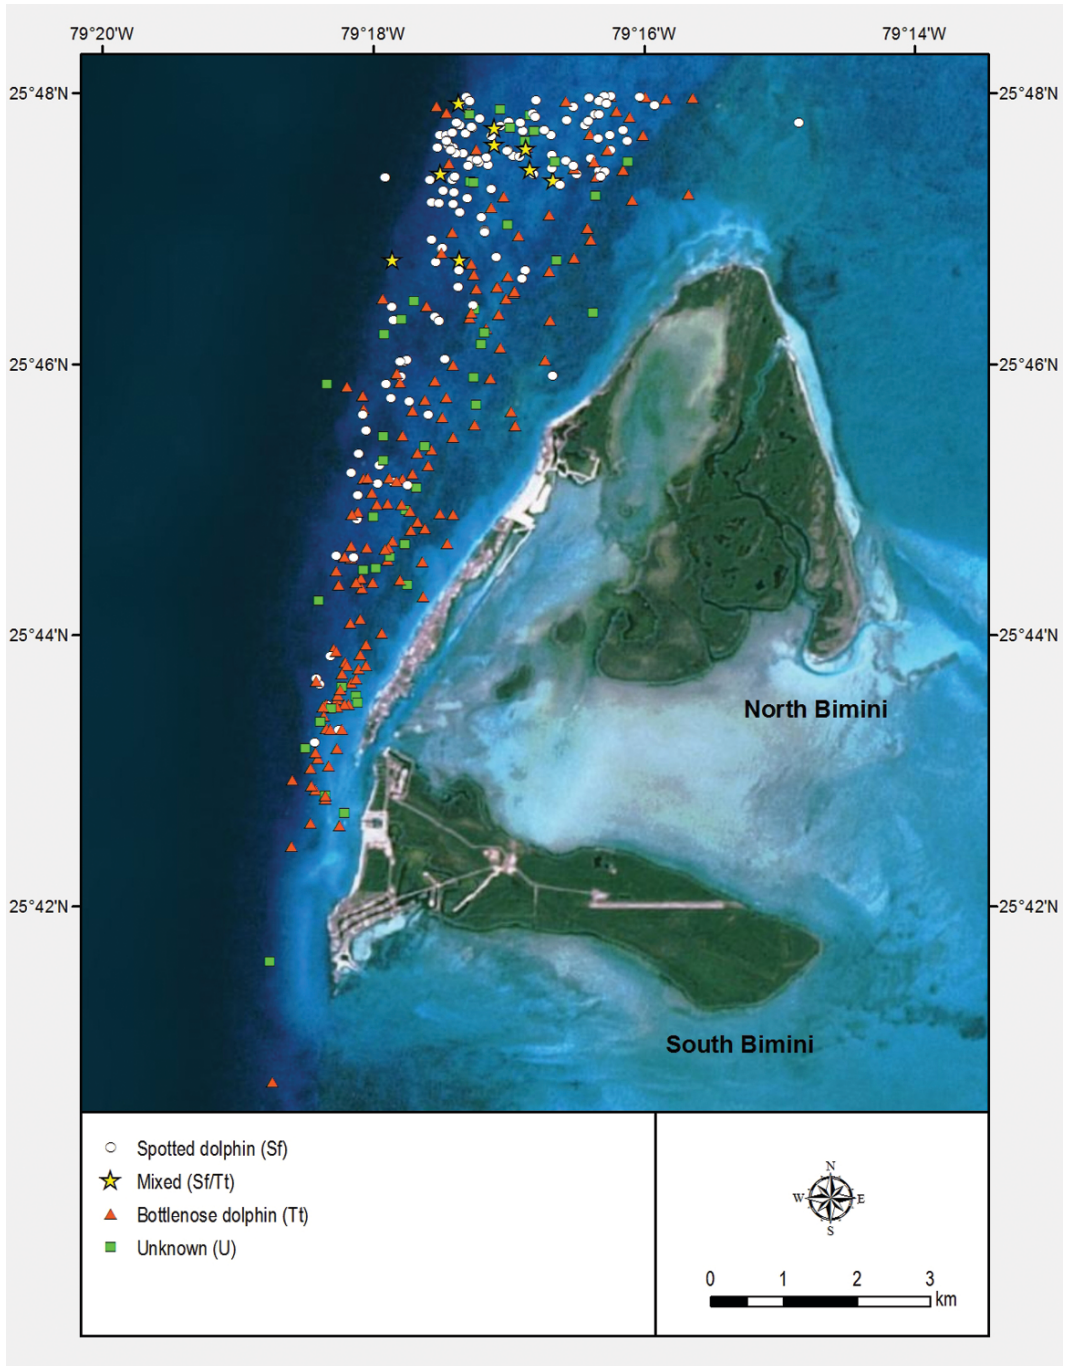 79°20'W 79°18'W 79°16'W 79°14'W
25°48'N 25°48'N
25°46'N 25°46'N
25°44'N 25°44'N
North Bimini
25°42'N 25°42'N
South Bimini
Spotted dolphin (Sf)
Mixed (Sf/Tt)
Bottlenose dolphin (Tt)
Unknown (U)
N
W E
S
0 1 2 3
km